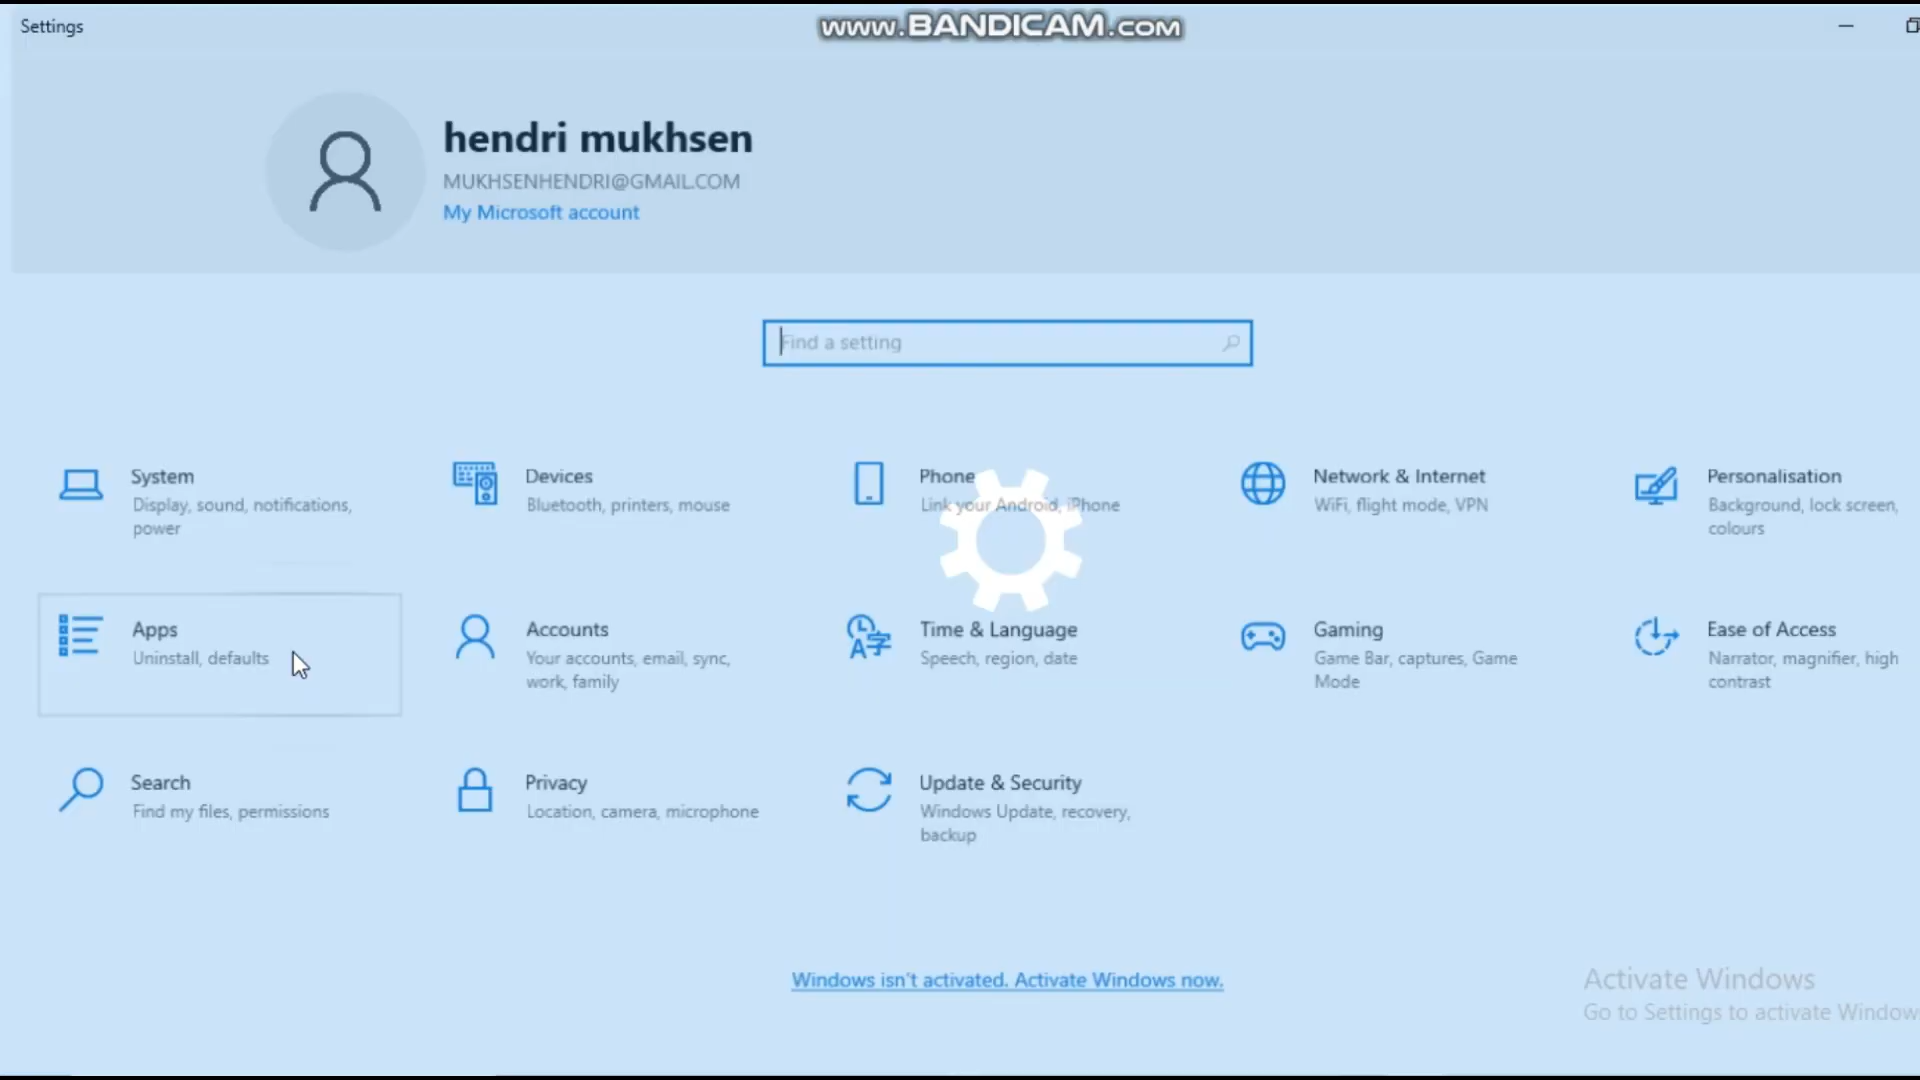 Settings
www.BANDICAM.com
hendri mukhsen
MUKHSENHENDRI@GMAIL.COM
My Microsoft account
Find a setting
System
Display, sound, notifications,
power
Devices
Bluetooth, printers, mouse
Phone
Link your Android, iPhone
Network & Internet
WiFi, flight mode, VPN
Personalisation
Background, lock screen,
colours
Apps
Uninstall, defaults
Accounts
Your accounts, email, sync,
work, family
Time & Language
Speech, region, date
Gaming
Game Bar, captures, Game
Mode
Ease of Access
Narrator, magnifier, high
contrast
Search
Find my files, permissions
Privacy
Location, camera, microphone
Update & Security
Windows Update, recovery,
backup
Windows isn't activated. Activate Windows now.
Activate Windows
Go to Settings to activate Window